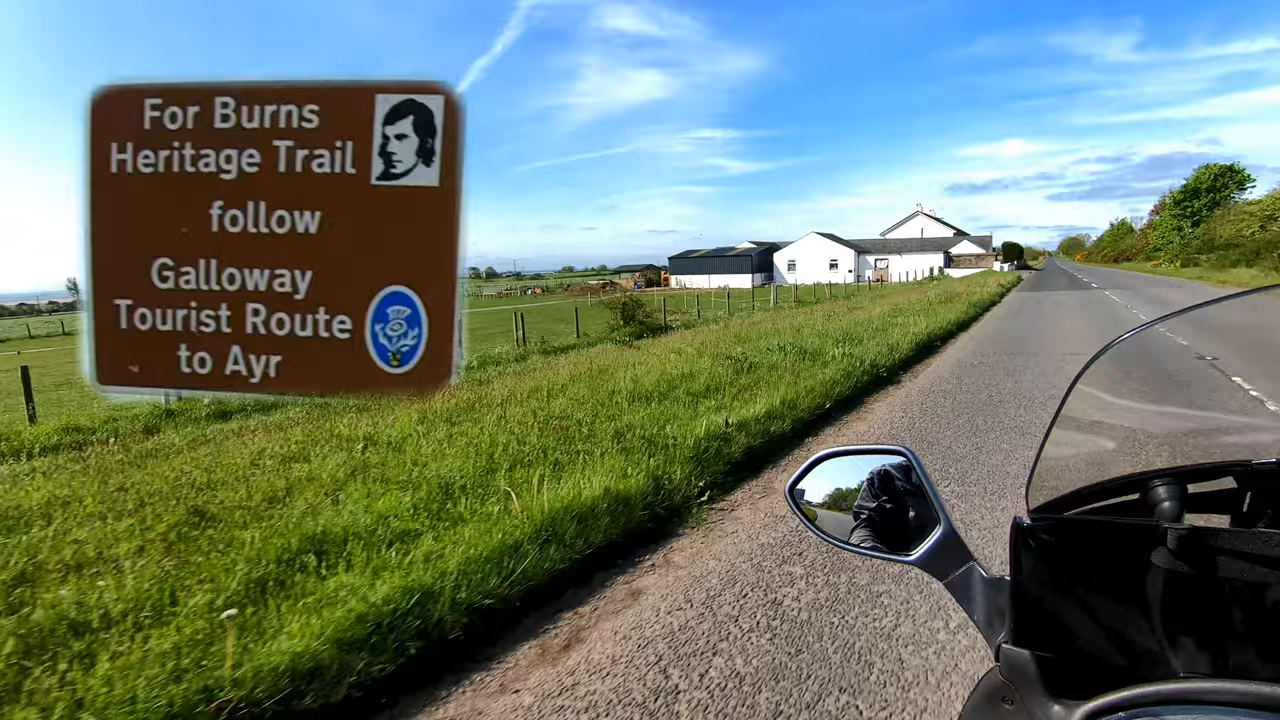 For Burns
Heritage Trail
follow
Galloway
Tourist Route
to Ayr